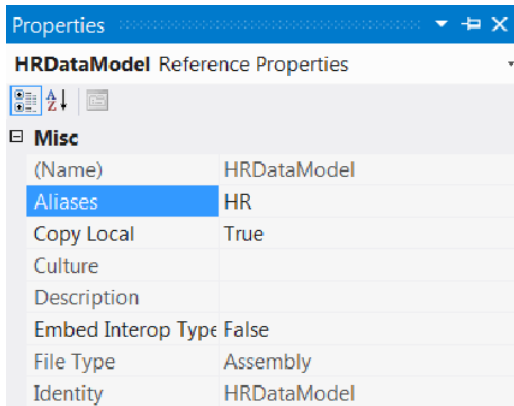 Properties
HRDataModel Reference Properties
Misc
(Name) HRDataModel
Aliases HR
Copy Local True
Culture
Description
Embed Interop Type False
File Type Assembly
Identity HRDataModel